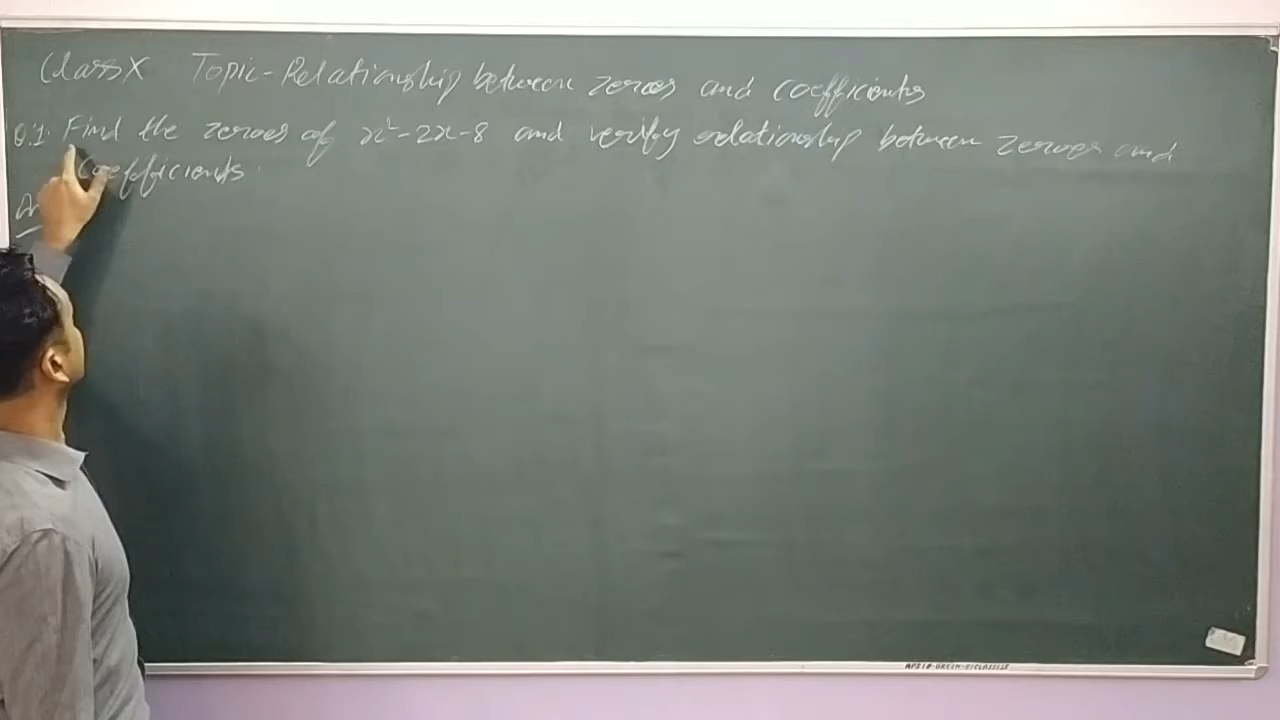 Class X Topic - Relationship between zeroes and coefficients
Q.1. Find the zeroes of x² - 2x - 8 and verify relationship between zeroes and
coefficients.